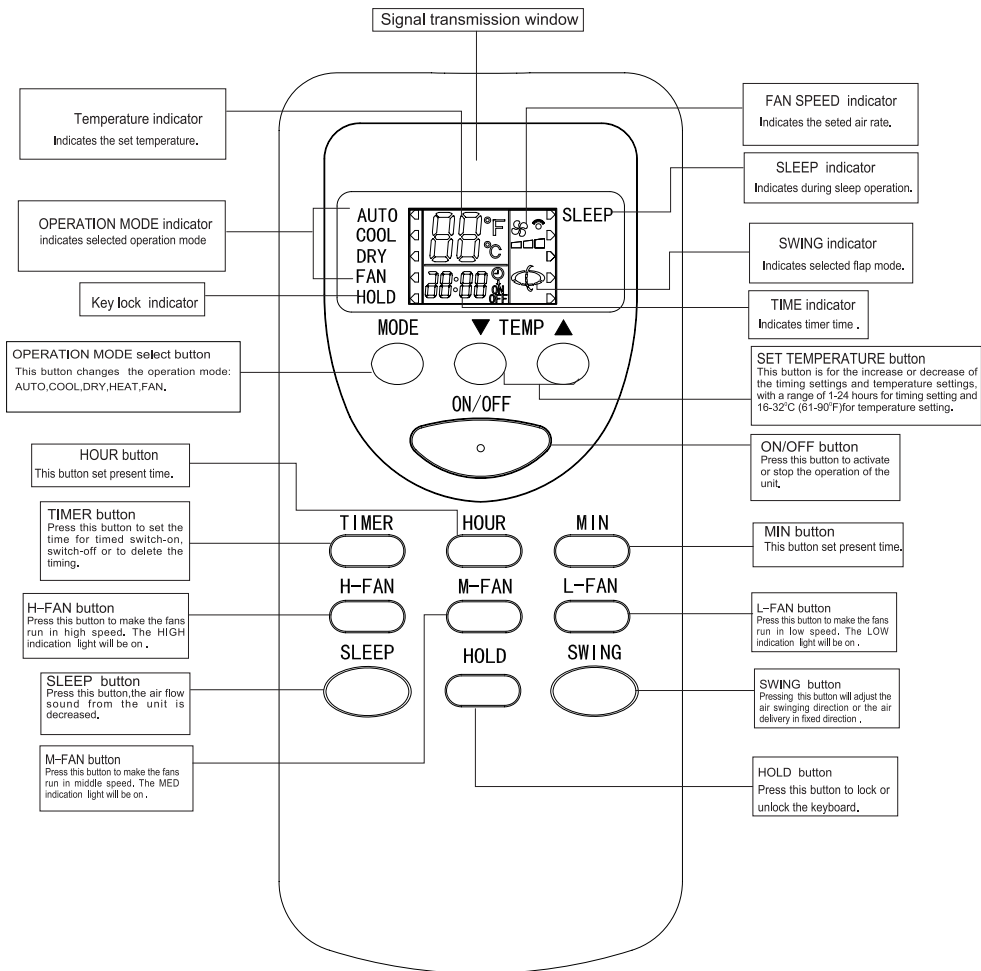 Signal transmission window
Temperature indicator
Indicates the set temperature.
OPERATION MODE indicator
indicates selected operation mode
Key lock indicator
OPERATION MODE select button
This button changes the operation mode:
AUTO,COOL,DRY,HEAT,FAN.
HOUR button
This button set present time.
TIMER button
Press this button to set the
time for timed switch-on,
switch-off or to delete the
timing.
H-FAN button
Press this button to make the fans
run in high speed. The HIGH
indication light will be on .
SLEEP button
Press this button,the air flow
sound from the unit is
decreased.
M-FAN button
Press this button to make the fans
run in middle speed. The MED
indication light will be on .
AUTO
COOL
DRY
FAN
HOLD
88 °F
°C
88:88 ON
OFF
SLEEP
MODE ▼ TEMP ▲
ON/OFF
TIMER HOUR MIN
H-FAN M-FAN L-FAN
SLEEP HOLD SWING
FAN SPEED indicator
Indicates the seted air rate.
SLEEP indicator
Indicates during sleep operation.
SWING indicator
Indicates selected flap mode.
TIME indicator
Indicates timer time .
SET TEMPERATURE button
This button is for the increase or decrease of
the timing settings and temperature settings,
with a range of 1-24 hours for timing setting and
16-32°C (61-90°F)for temperature setting.
ON/OFF button
Press this button to activate
or stop the operation of the
unit.
MIN button
This button set present time.
L-FAN button
Press this button to make the fans
run in low speed. The LOW
indication light will be on .
SWING button
Pressing this button will adjust the
air swinging direction or the air
delivery in fixed direction .
HOLD button
Press this button to lock or
unlock the keyboard.